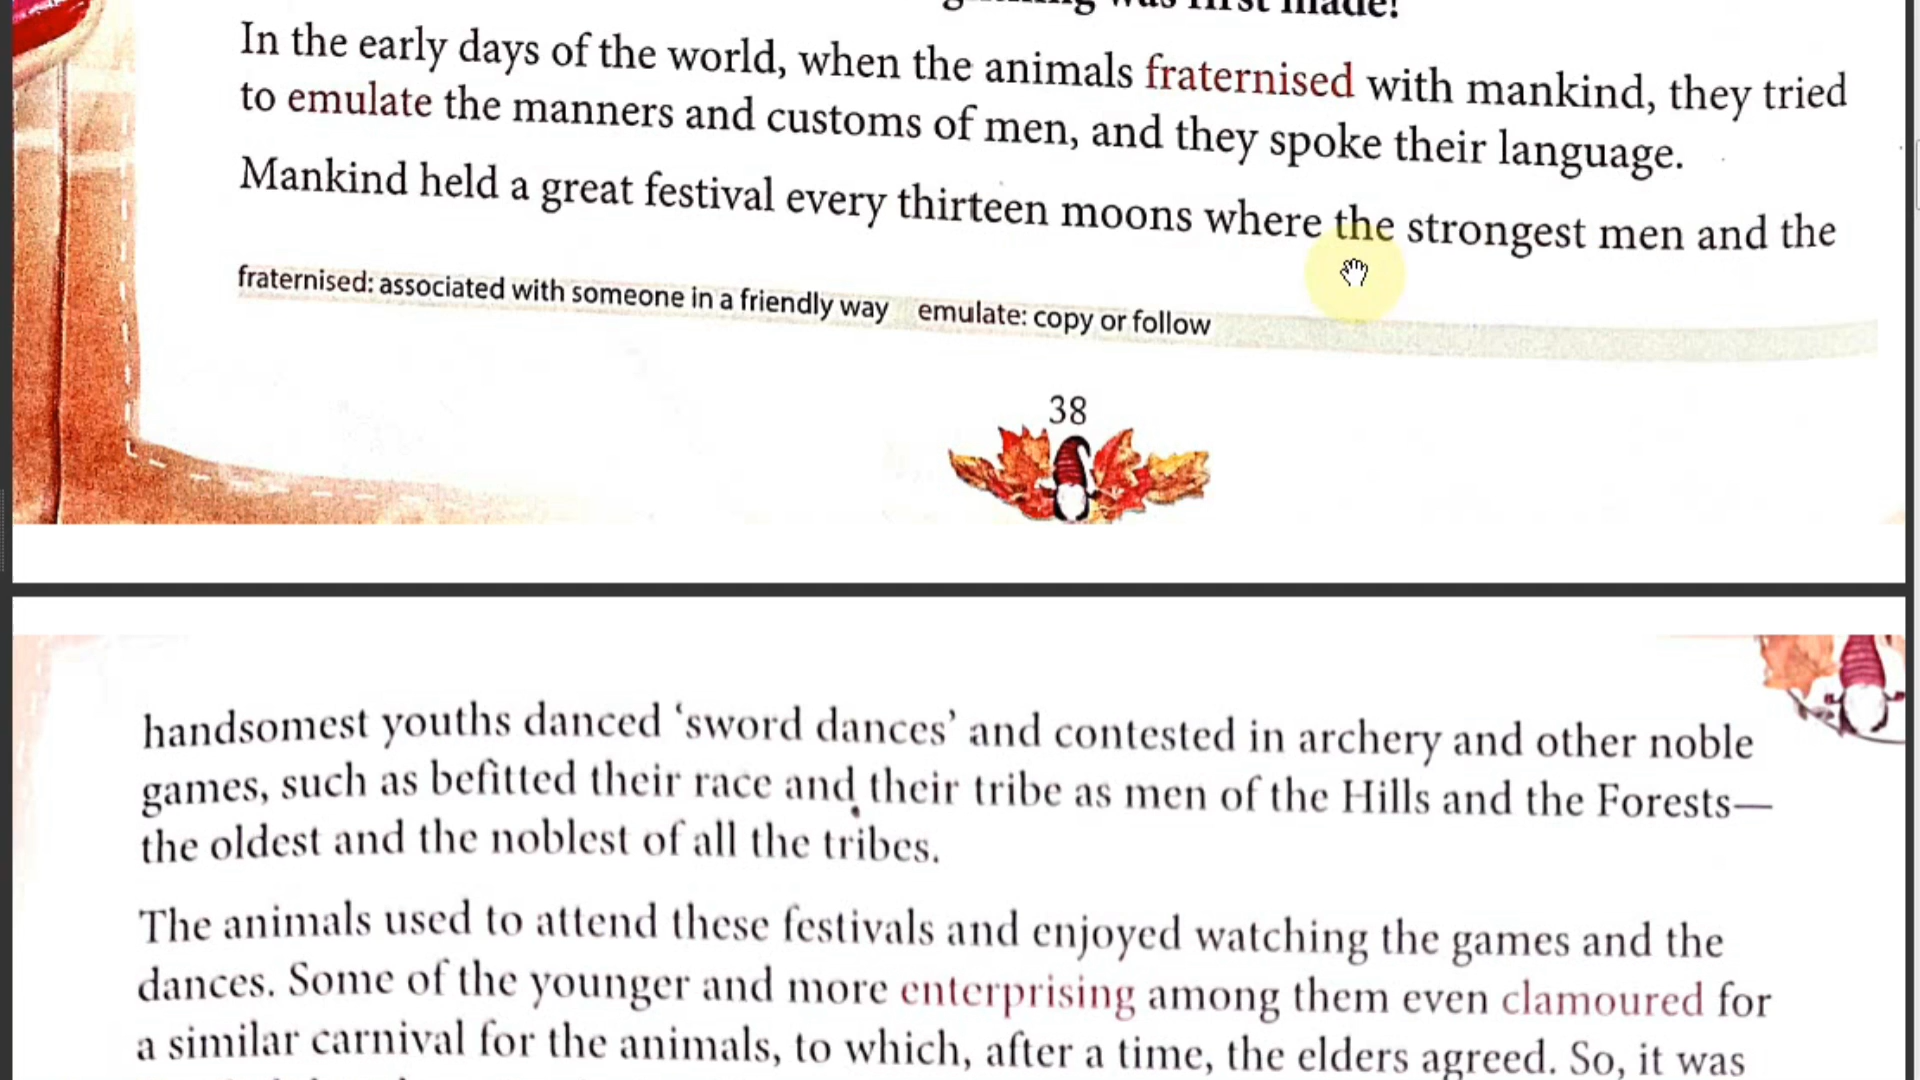 was first made!
In the early days of the world, when the animals fraternised with mankind, they tried
to emulate the manners and customs of men, and they spoke their language.
Mankind held a great festival every thirteen moons where the strongest men and the
fraternised: associated with someone in a friendly way emulate: copy or follow
38
handsomest youths danced ‘sword dances’ and contested in archery and other noble
games, such as befitted their race and their tribe as men of the Hills and the Forests—
the oldest and the noblest of all the tribes.
The animals used to attend these festivals and enjoyed watching the games and the
dances. Some of the younger and more enterprising among them even clamoured for
a similar carnival for the animals, to which, after a time, the elders agreed. So, it was